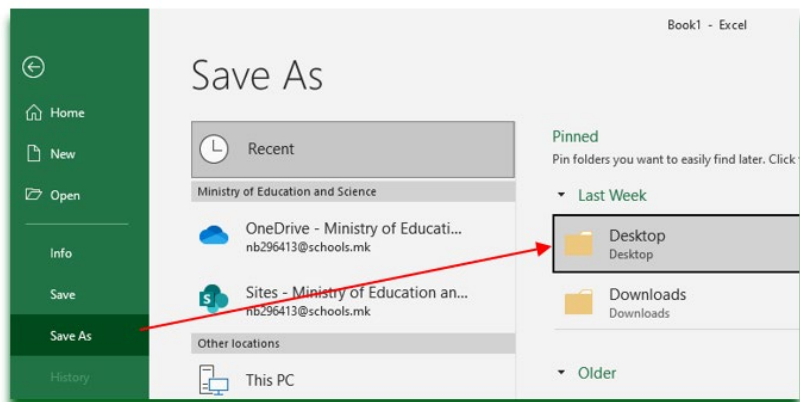 Book1 - Excel
Save As
Home
New
Open
Info
Save
Save As
History
Recent
Ministry of Education and Science
OneDrive - Ministry of Educati...
nb296413@schools.mk
S
Sites - Ministry of Education an...
nb296413@schools.mk
Other locations
This PC
Pinned
Pin folders you want to easily find later. Click
Last Week
Desktop
Desktop
Downloads
Downloads
Older